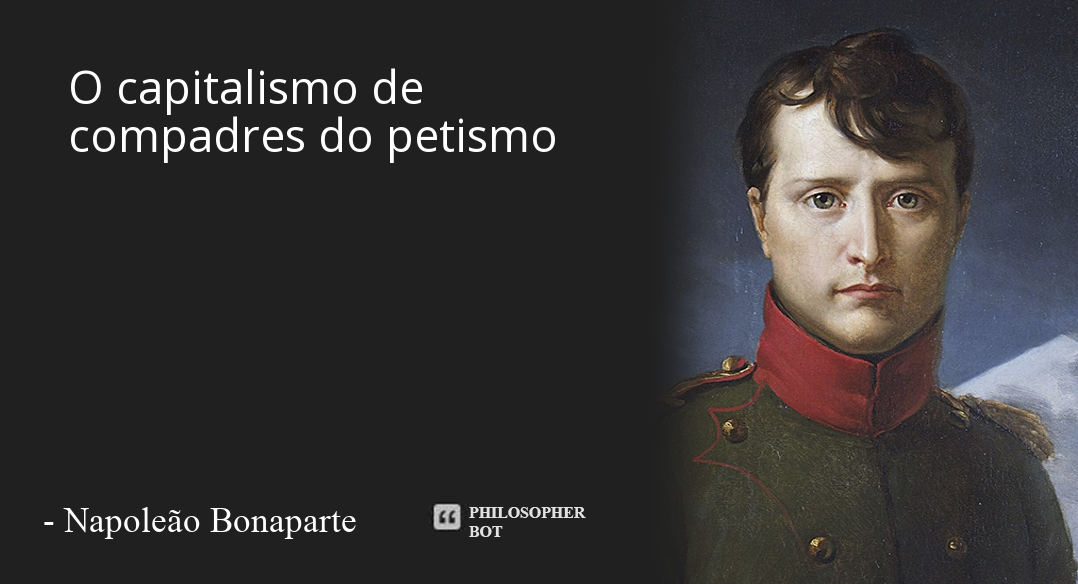 O capitalismo de
compadres do petismo
- Napoleão Bonaparte
PHILOSOPHER
BOT